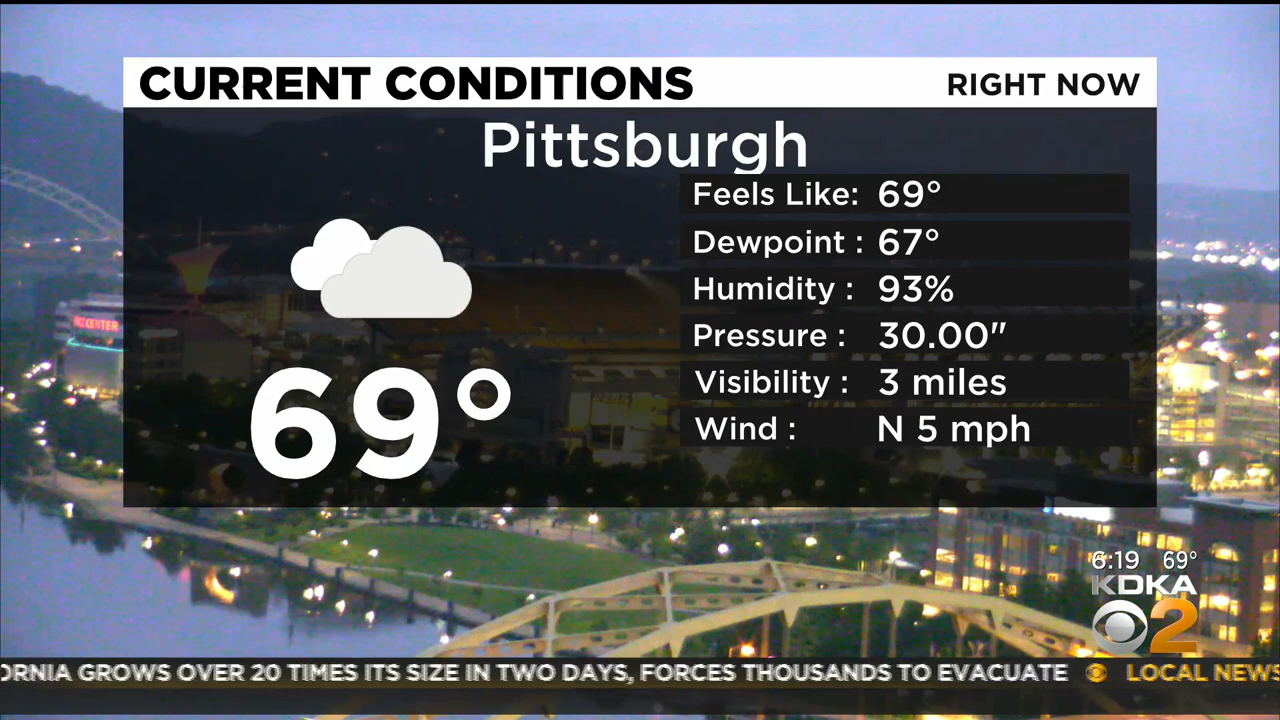 CURRENT CONDITIONS
RIGHT NOW
Pittsburgh
69°
Feels Like: 69°
Dewpoint : 67°
Humidity : 93%
Pressure : 30.00"
Visibility : 3 miles
Wind : N 5 mph
6:19 69°
KDKA
2
ORNIA GROWS OVER 20 TIMES ITS SIZE IN TWO DAYS, FORCES THOUSANDS TO EVACUATE LOCAL NEWS